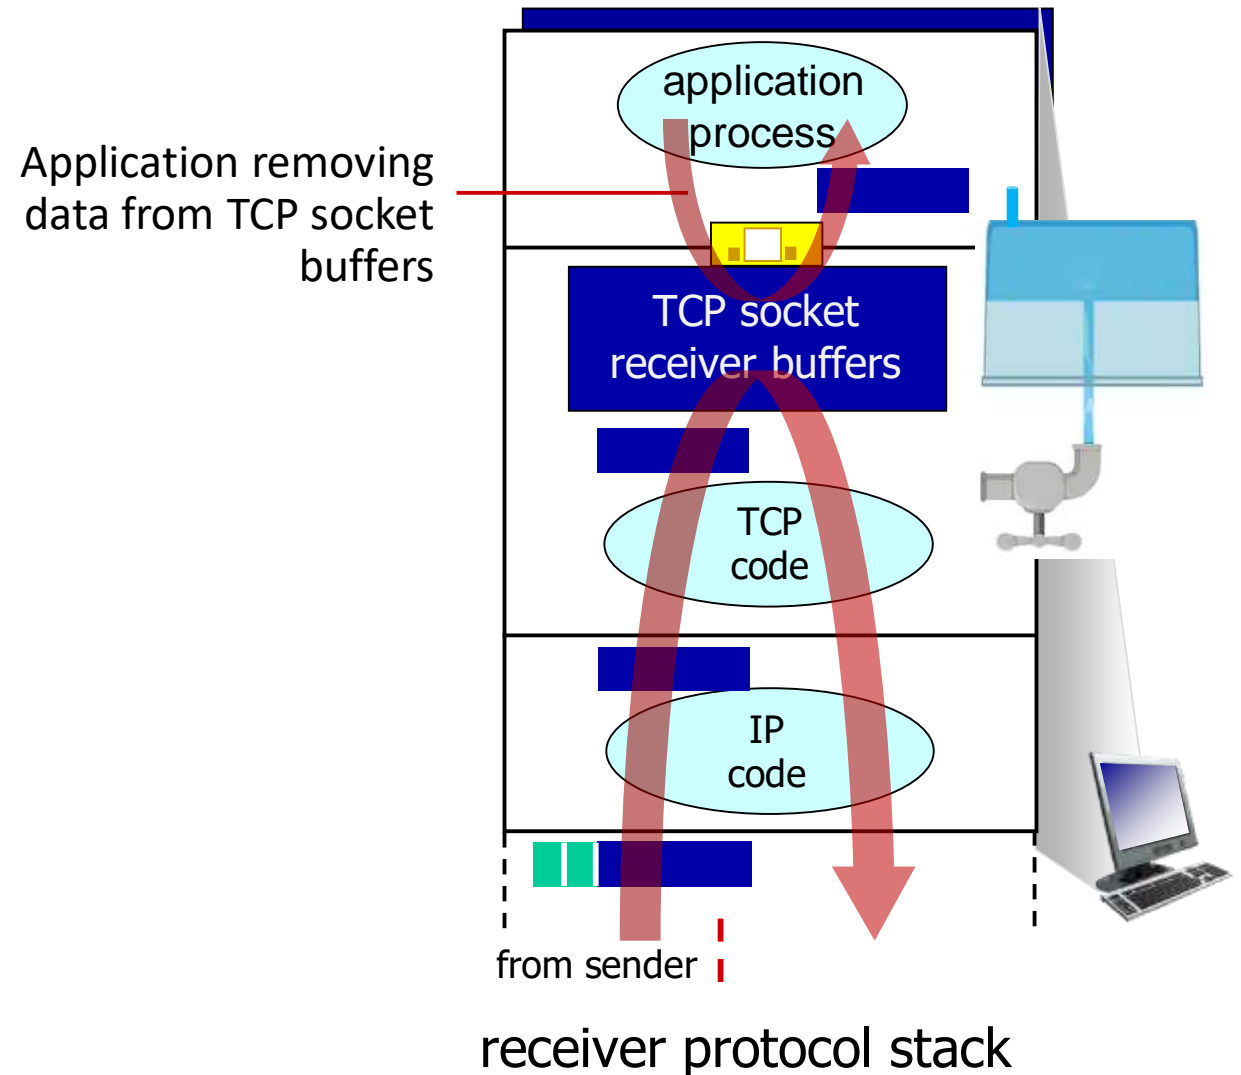 application
process
Application removing
data from TCP socket
buffers
TCP socket
receiver buffers
TCP
code
IP
code
from sender
receiver protocol stack